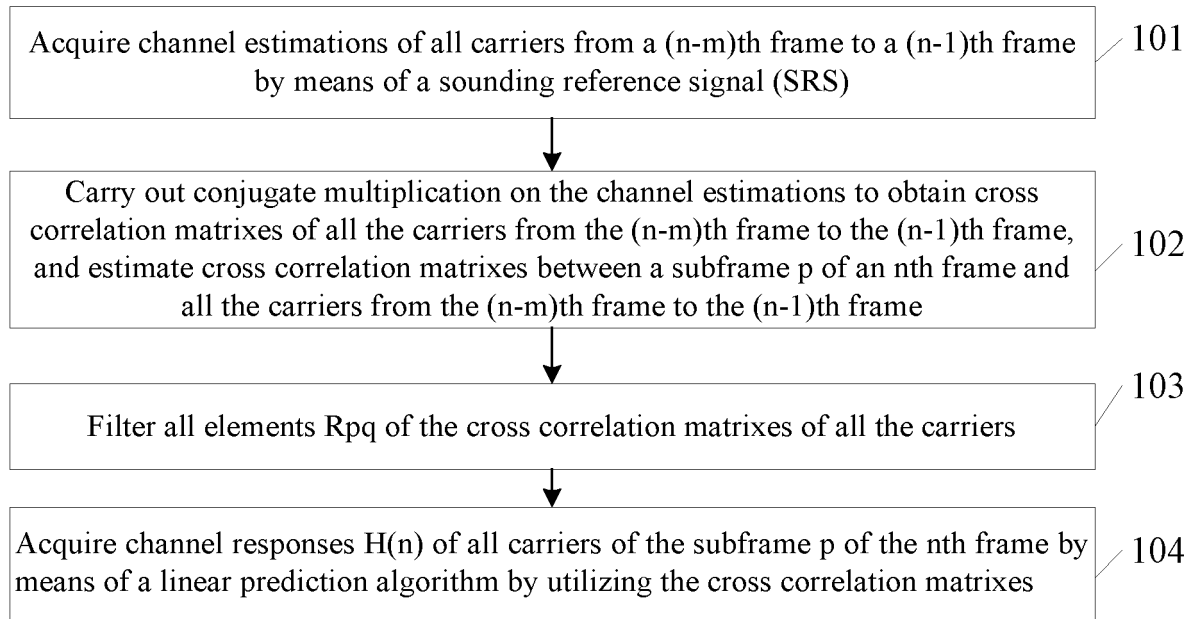 Acquire channel estimations of all carriers from a (n-m)th frame to a (n-1)th frame
by means of a sounding reference signal (SRS)
101
Carry out conjugate multiplication on the channel estimations to obtain cross
correlation matrixes of all the carriers from the (n-m)th frame to the (n-1)th frame,
and estimate cross correlation matrixes between a subframe p of an nth frame and
all the carriers from the (n-m)th frame to the (n-1)th frame
102
Filter all elements Rpq of the cross correlation matrixes of all the carriers
103
Acquire channel responses H(n) of all carriers of the subframe p of the nth frame by
means of a linear prediction algorithm by utilizing the cross correlation matrixes
104